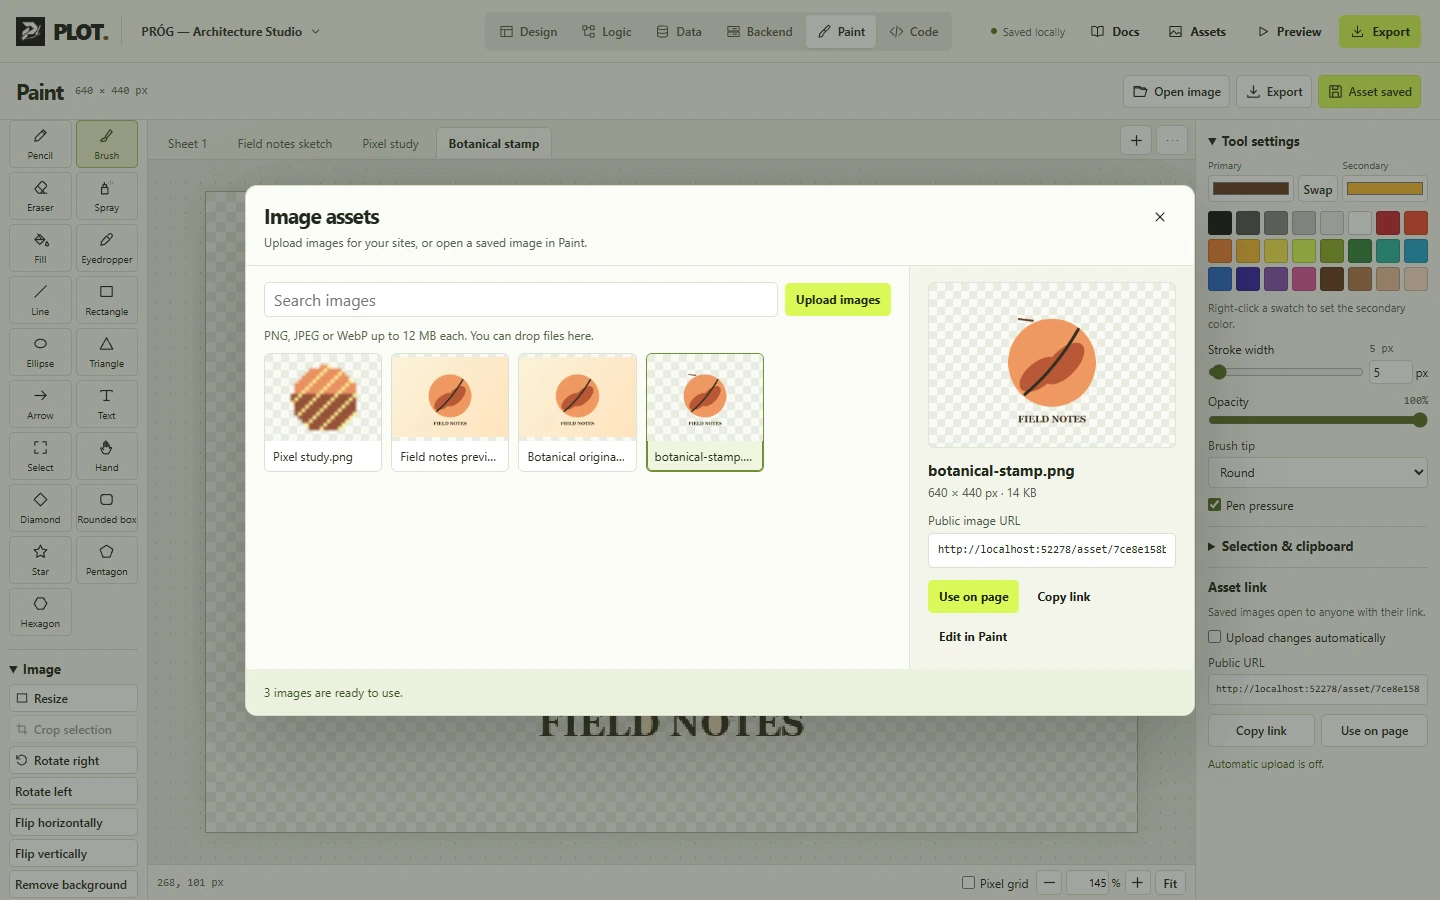 PLOT.
PRÓG — Architecture Studio
Design
Logic
Data
Backend
Paint
Code
Saved locally
Docs
Assets
Preview
Export
Paint
640 × 440 px
Open image
Export
Asset saved
Pencil
Brush
Eraser
Spray
Fill
Eyedropper
Line
Rectangle
Ellipse
Triangle
Arrow
Text
Select
Hand
Diamond
Rounded box
Star
Pentagon
Hexagon
Image
Resize
Crop selection
Rotate right
Rotate left
Flip horizontally
Flip vertically
Remove background
Sheet 1
Field notes sketch
Pixel study
Botanical stamp
Image assets
Upload images for your sites, or open a saved image in Paint.
Search images
Upload images
PNG, JPEG or WebP up to 12 MB each. You can drop files here.
Pixel study.png
FIELD NOTES
Field notes previ...
FIELD NOTES
Botanical origina...
FIELD NOTES
botanical-stamp....
FIELD NOTES
botanical-stamp.png
640 × 440 px · 14 KB
Public image URL
http://localhost:52278/asset/7ce8e158b
Use on page
Copy link
Edit in Paint
3 images are ready to use.
FIELD NOTES
268, 101 px
Pixel grid
145 %
Fit
Tool settings
Primary
Secondary
Swap
Right-click a swatch to set the secondary
color.
Stroke width
5 px
5 px
Opacity
100%
Brush tip
Round
Pen pressure
Selection & clipboard
Asset link
Saved images open to anyone with their link.
Upload changes automatically
Public URL
http://localhost:52278/asset/7ce8e158
Copy link
Use on page
Automatic upload is off.